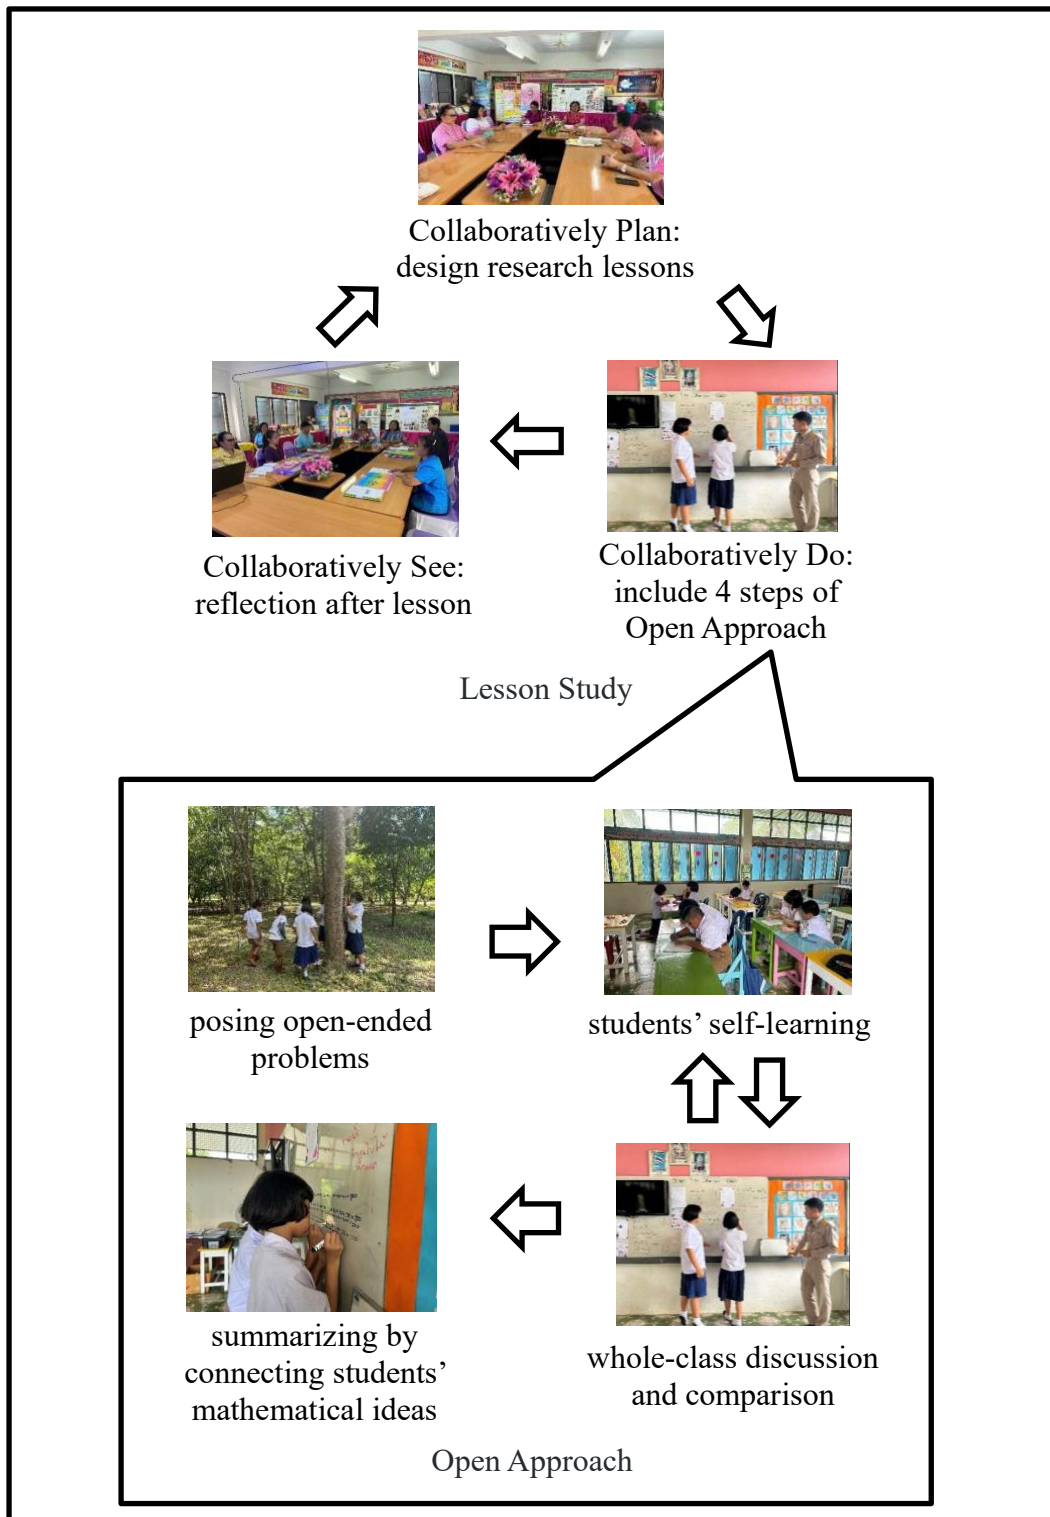 Collaboratively Plan:
design research lessons
Collaboratively See:
reflection after lesson
Collaboratively Do:
include 4 steps of
Open Approach
Lesson Study
posing open-ended
problems
students’ self-learning
summarizing by
connecting students’
mathematical ideas
whole-class discussion
and comparison
Open Approach